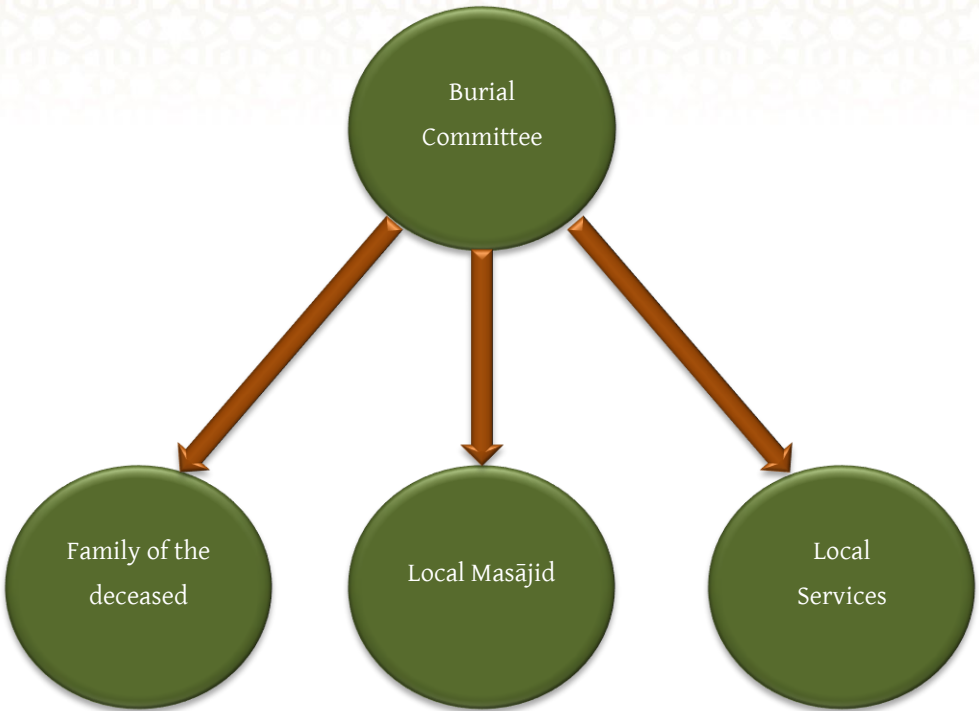 Burial
Committee
Family of the
deceased
Local Masājid
Local
Services